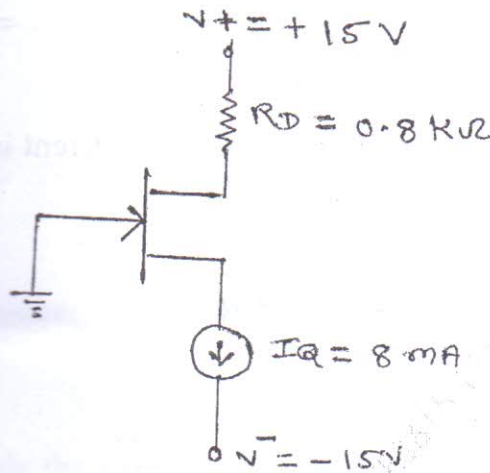 V+ = +15V
RD = 0.8 KΩ
IQ = 8 mA
V- = -15V